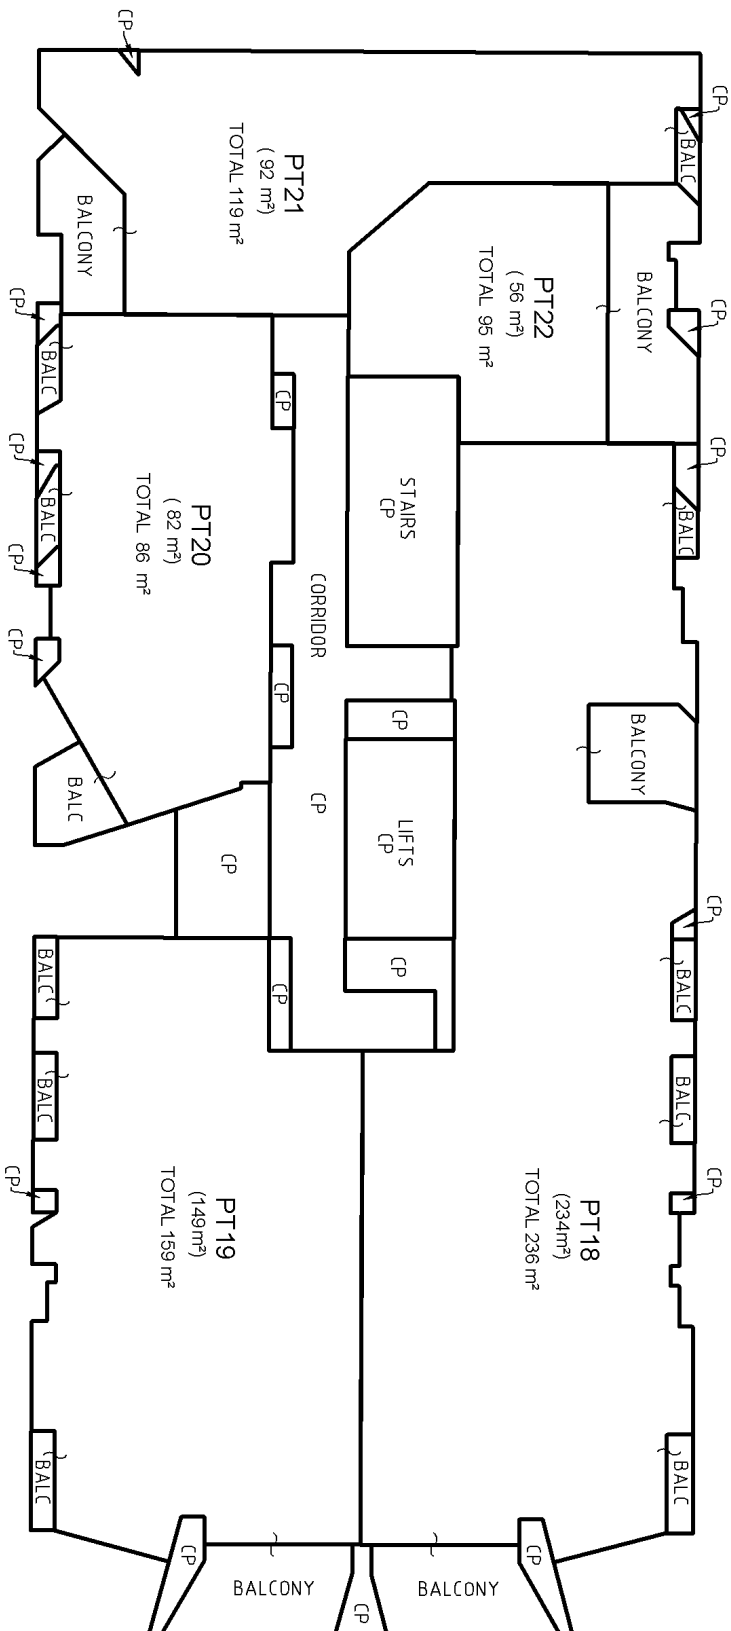 CP
CP
BALC
PT21
( 92 m²)
TOTAL 119 m²
BALCONY
PT22
( 56 m²)
TOTAL 95 m²
BALCONY
CP
CP
BALC
CP
CP
BALC
CP
BALC
CP
PT20
( 82 m²)
TOTAL 86 m²
STAIRS
CP
CORRIDOR
CP
CP
CP
BALCONY
BALC
CP
LIFTS
CP
CP
CP
CP
BALC
CP
CP
BALC
BALC
BALC
CP
CP
PT19
(149m²)
TOTAL 159 m²
PT18
(234m²)
TOTAL 236 m²
BALC
BALC
CP
BALCONY
CP
BALCONY
CP